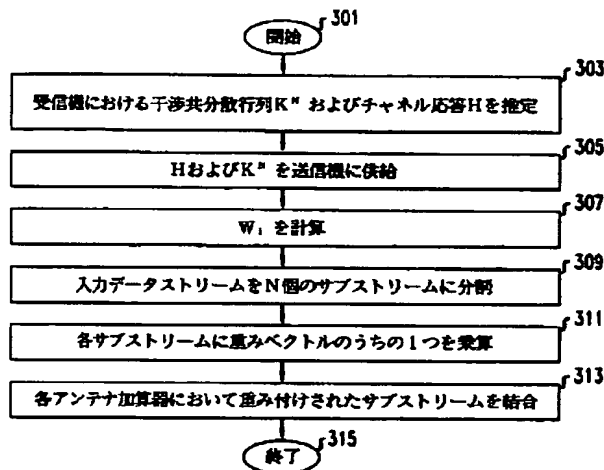 301
開始
303
受信機における干渉共分散行列Kᴺ およびチャネル応答Hを推定
305
HおよびKᴺ を送信機に供給
307
Wᵢ を計算
309
入力データストリームをN個のサブストリームに分割
311
各サブストリームに重みベクトルのうちの1つを乗算
313
各アンテナ加算器において重み付けされたサブストリームを結合
315
終了